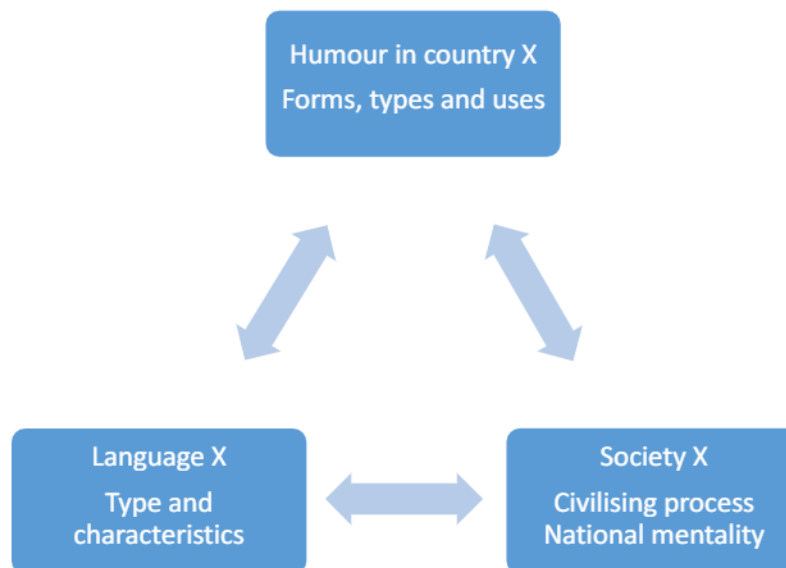 Humour in country X
Forms, types and uses
Language X
Type and
characteristics
Society X
Civilising process
National mentality